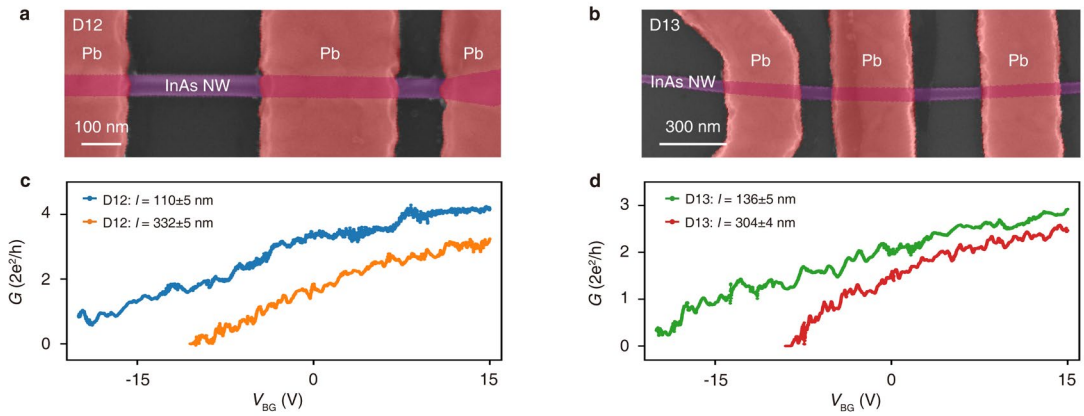 a
D12
Pb
Pb
Pb
InAs NW
100 nm
b
D13
Pb
Pb
Pb
InAs NW
300 nm
c
D12: l = 110±5 nm
D12: l = 332±5 nm
4
2
0
G (2e²/h)
-15
0
15
V_BG (V)
d
D13: l = 136±5 nm
D13: l = 304±4 nm
3
2
1
0
G (2e²/h)
-15
0
15
V_BG (V)